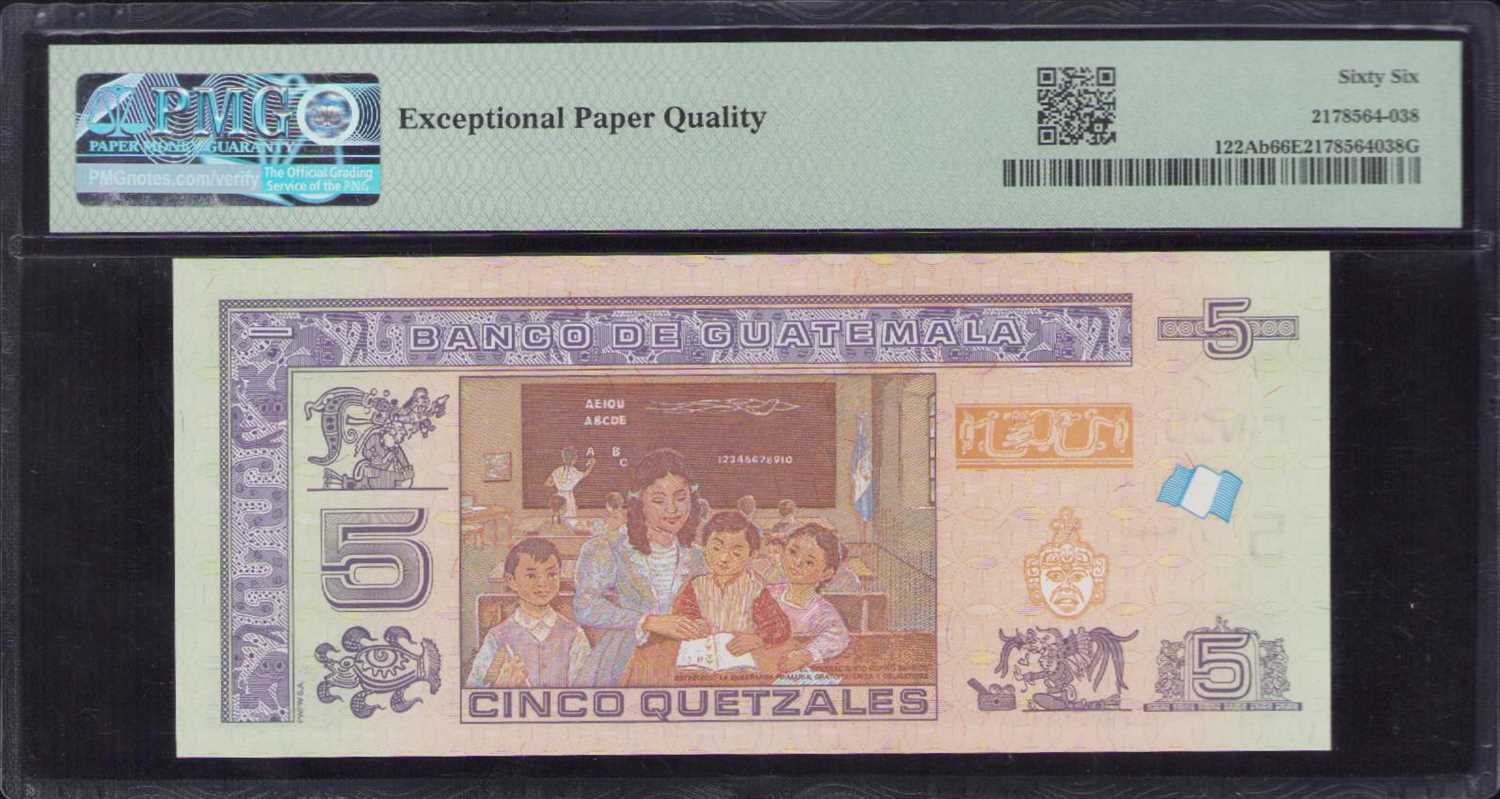 PMG
PAPER MONEY GUARANTY
PMGnotes.com/verify
The Official Grading
Service of the PNG
Exceptional Paper Quality
Sixty Six
2178564-038
122Ab66E2178564038G
BANCO DE GUATEMALA
5
AEIOU
ABCDE
A B
C
12345678910
5
5
CINCO QUETZALES